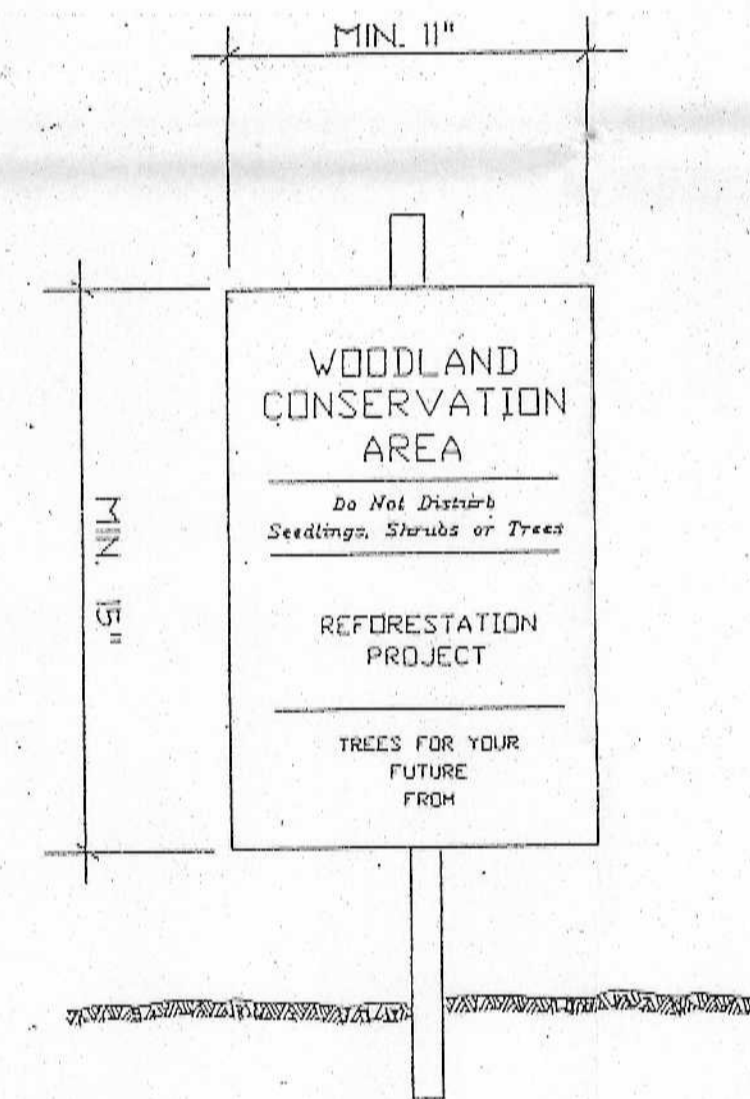 MIN. 11"
WOODLAND
CONSERVATION
AREA
Do Not Disturb
Seedlings, Shrubs or Trees
MIN. 15"
REFORESTATION
PROJECT
TREES FOR YOUR
FUTURE
FROM